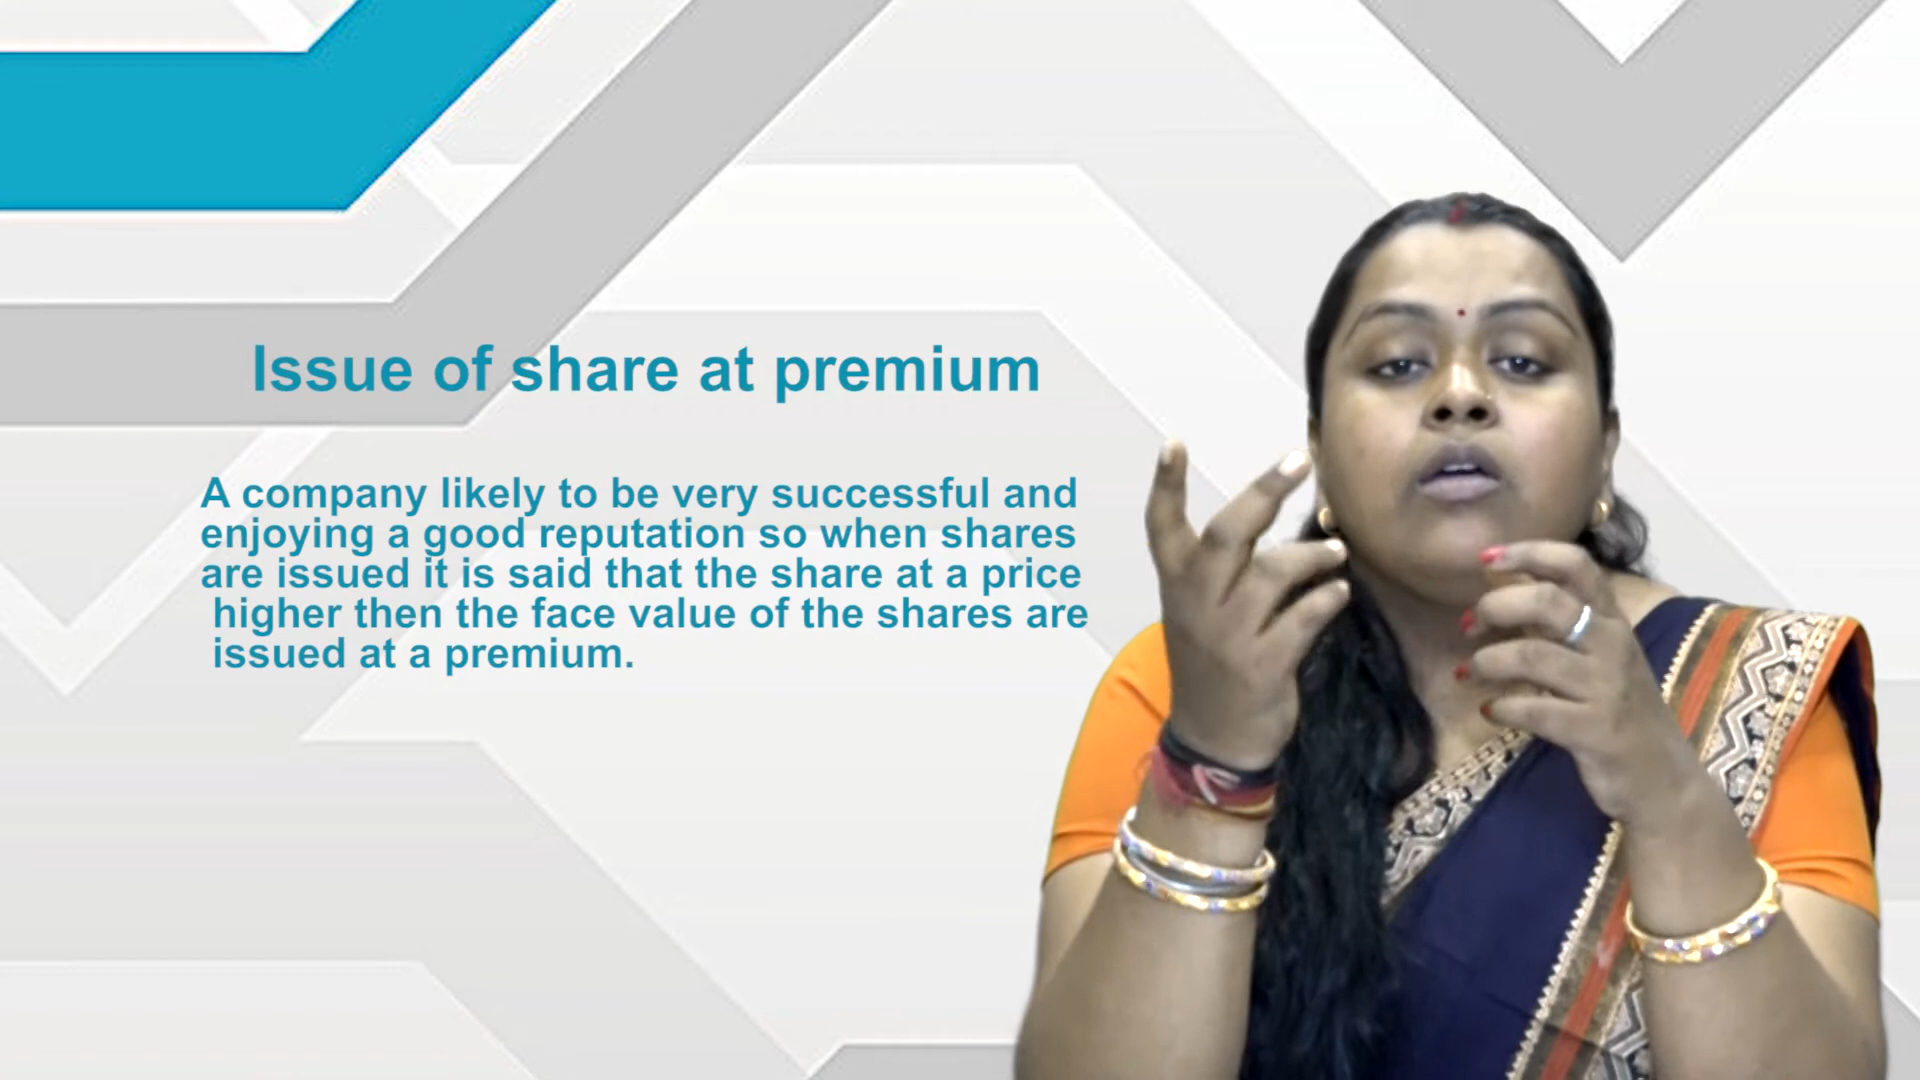 Issue of share at premium
A company likely to be very successful and
enjoying a good reputation so when shares
are issued it is said that the share at a price
higher then the face value of the shares are
issued at a premium.